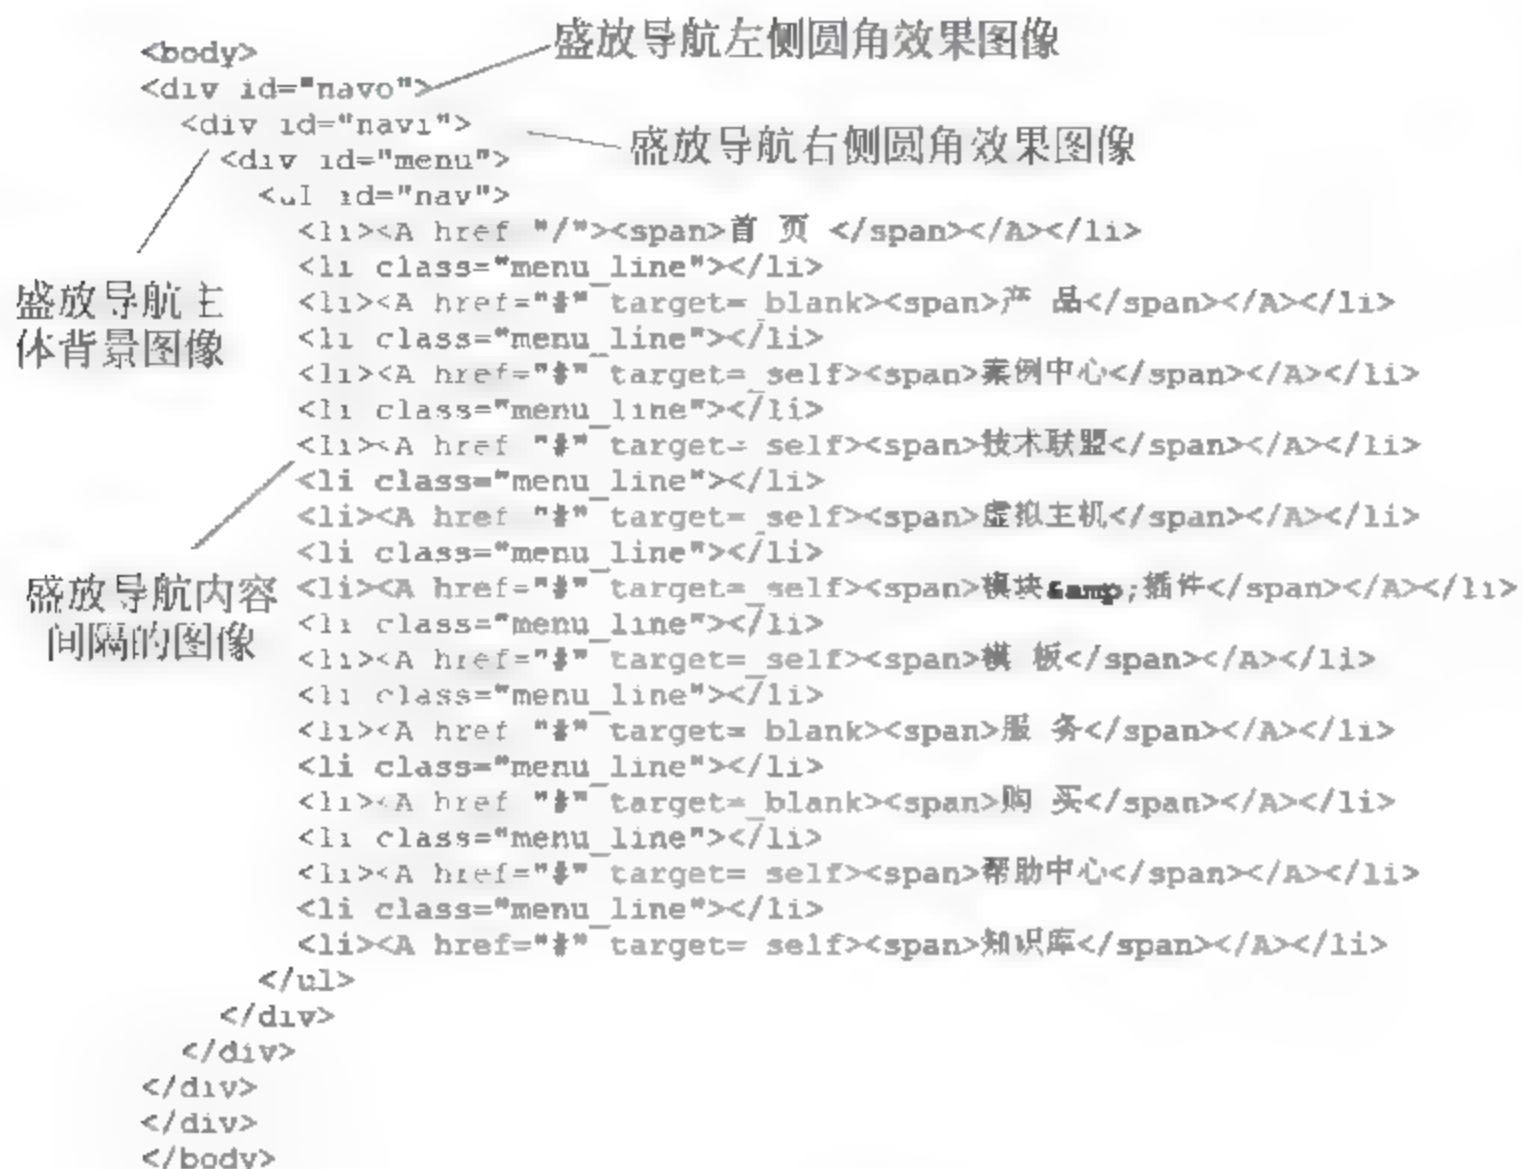 盛放导航左侧圆角效果图像
<body>
<div id="navo">
盛放导航右侧圆角效果图像
<div id="navi">
<div id="menu">
<ul id="nav">
<li><A href="/"><span>首 页 </span></A></li>
<li class="menu_line"></li>
盛放导航主
体背景图像
<li><A href="#" target=_blank><span>产 品</span></A></li>
<li class="menu_line"></li>
<li><A href="#" target=_self><span>案例中心</span></A></li>
<li class="menu_line"></li>
<li><A href="#" target=_self><span>技术联盟</span></A></li>
<li class="menu_line"></li>
<li><A href="#" target=_self><span>虚拟主机</span></A></li>
<li class="menu_line"></li>
盛放导航内容
间隔的图像
<li><A href="#" target=_self><span>模块&amp;插件</span></A></li>
<li class="menu_line"></li>
<li><A href="#" target=_self><span>模 板</span></A></li>
<li class="menu_line"></li>
<li><A href="#" target=_blank><span>服 务</span></A></li>
<li class="menu_line"></li>
<li><A href="#" target=_blank><span>购 买</span></A></li>
<li class="menu_line"></li>
<li><A href="#" target=_self><span>帮助中心</span></A></li>
<li class="menu_line"></li>
<li><A href="#" target=_self><span>知识库</span></A></li>
</ul>
</div>
</div>
</div>
</div>
</body>